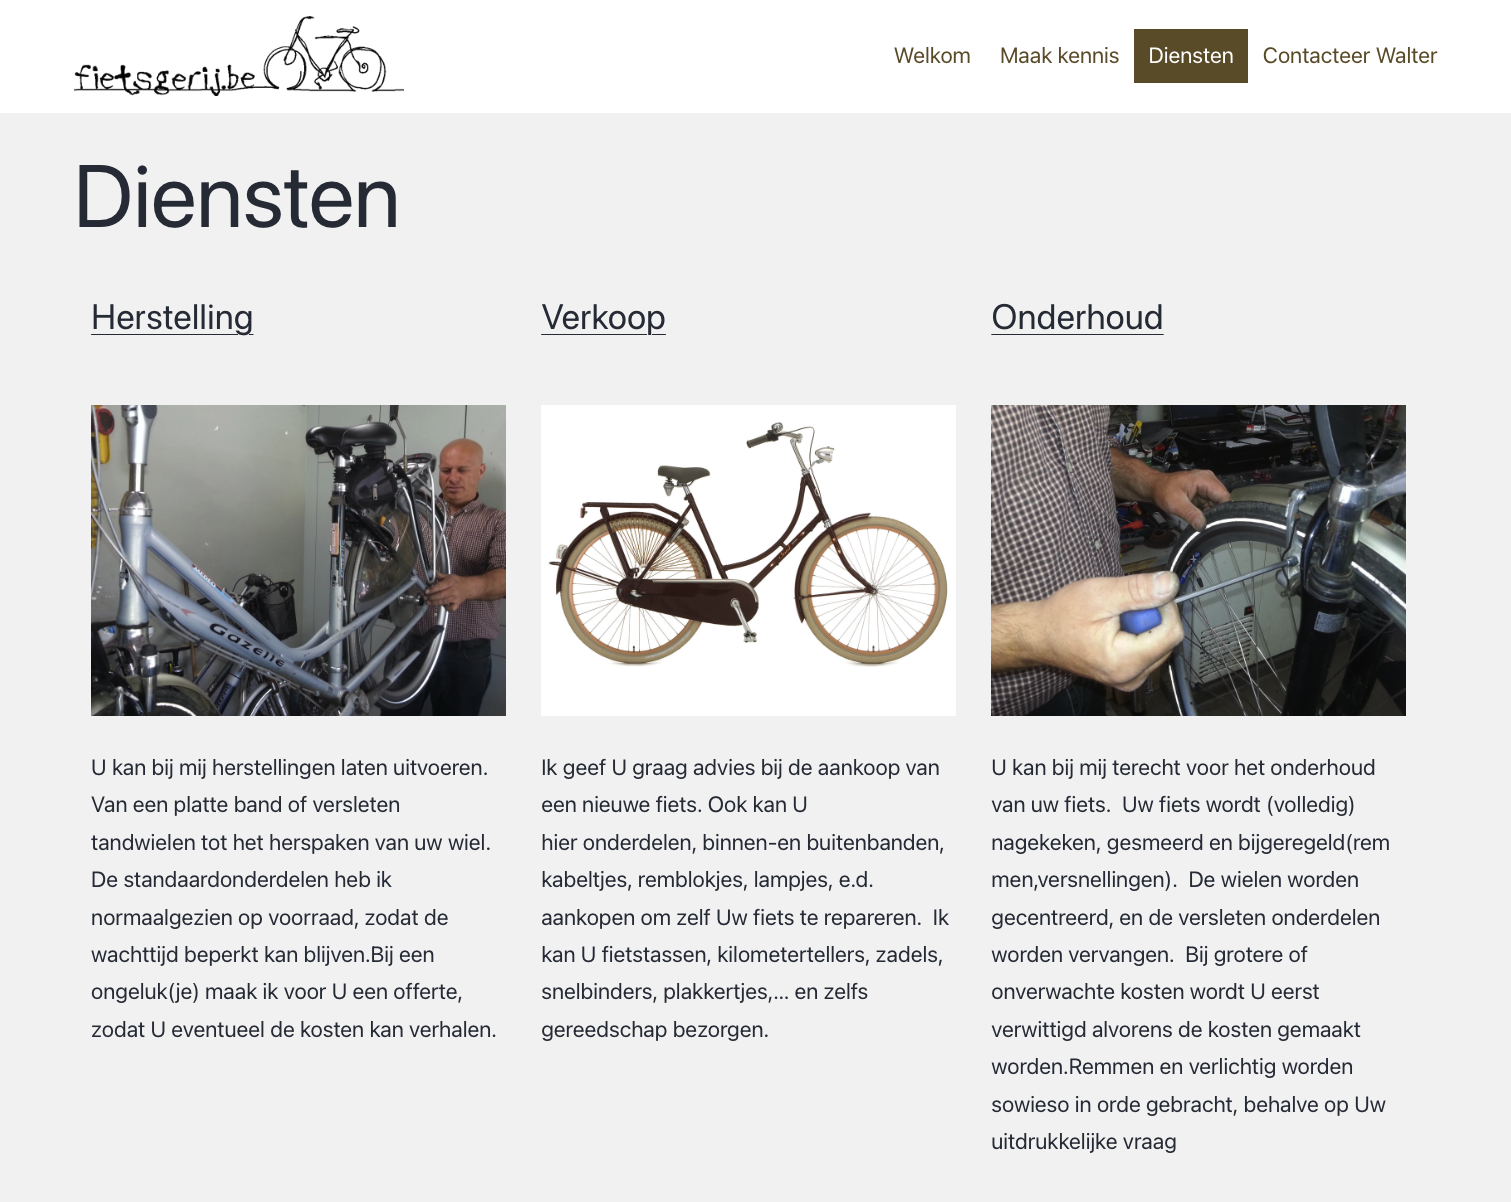 fietsgerij.be
Welkom
Maak kennis
Diensten
Contacteer Walter
Diensten
Herstelling
Verkoop
Onderhoud
Gazelle
U kan bij mij herstellingen laten uitvoeren.
Van een platte band of versleten
tandwielen tot het herspaken van uw wiel.
De standaardonderdelen heb ik
normaalgezien op voorraad, zodat de
wachttijd beperkt kan blijven.Bij een
ongeluk(je) maak ik voor U een offerte,
zodat U eventueel de kosten kan verhalen.
Ik geef U graag advies bij de aankoop van
een nieuwe fiets. Ook kan U
hier onderdelen, binnen-en buitenbanden,
kabeltjes, remblokjes, lampjes, e.d.
aankopen om zelf Uw fiets te repareren.  Ik
kan U fietstassen, kilometertellers, zadels,
snelbinders, plakkertjes,... en zelfs
gereedschap bezorgen.
U kan bij mij terecht voor het onderhoud
van uw fiets.  Uw fiets wordt (volledig)
nagekeken, gesmeerd en bijgeregeld(rem
men,versnellingen).  De wielen worden
gecentreerd, en de versleten onderdelen
worden vervangen.  Bij grotere of
onverwachte kosten wordt U eerst
verwittigd alvorens de kosten gemaakt
worden.Remmen en verlichtig worden
sowieso in orde gebracht, behalve op Uw
uitdrukkelijke vraag